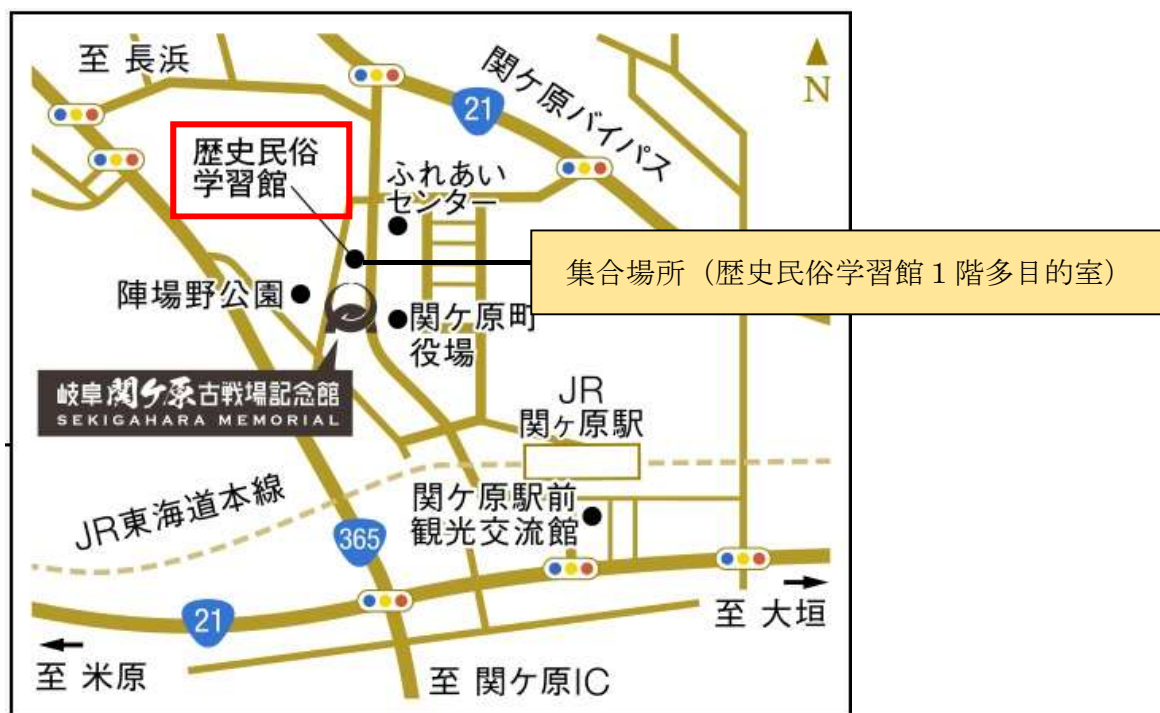 至 長浜
関ケ原バイパス
21
N
歴史民俗
学習館
ふれあい
センター
集合場所（歴史民俗学習館１階多目的室）
陣場野公園
関ケ原町
役場
岐阜関ケ原古戦場記念館
SEKIGAHARA MEMORIAL
JR
関ヶ原駅
JR東海道本線
関ケ原駅前
観光交流館
365
21
至 大垣
至 米原
至 関ケ原IC